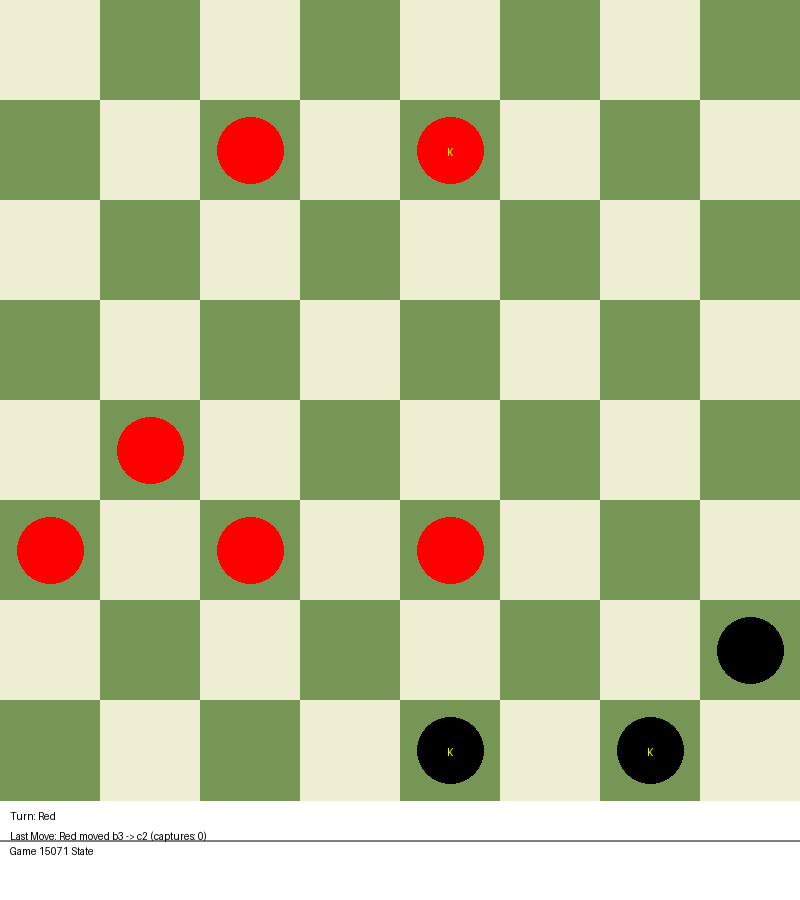 K
K K
Turn: Red
Last Move: Red moved b3 -> c2 (captures: 0)
Game 15071 State